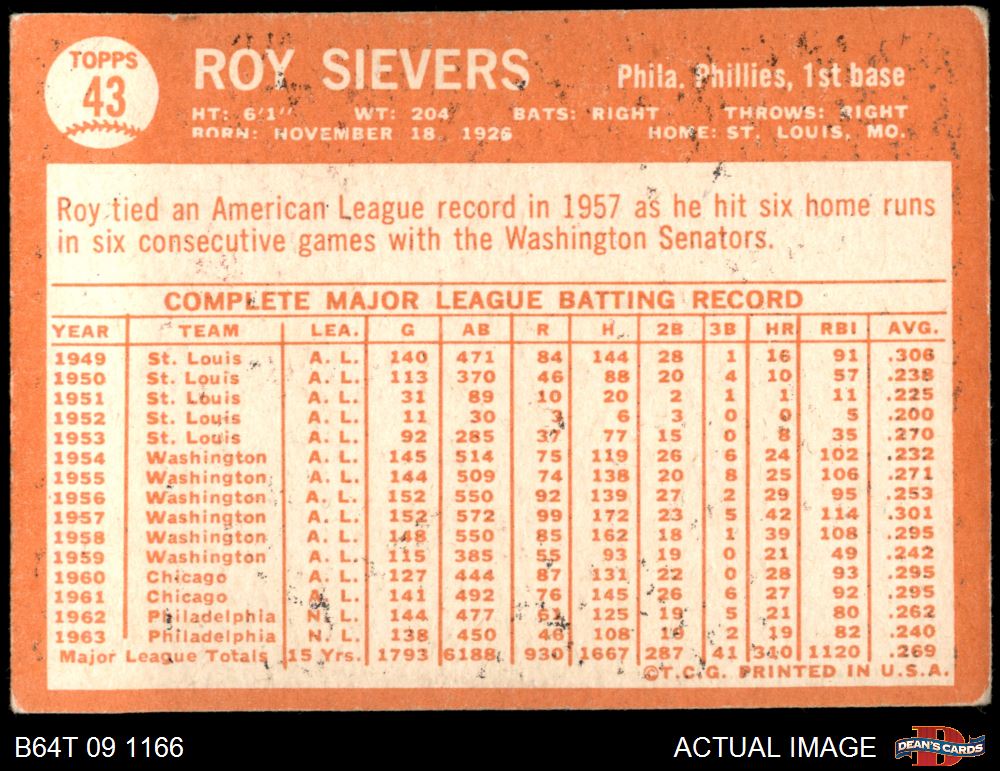 TOPPS
43
ROY SIEVERS
Phila. Phillies, 1st base
HT: 6'1" WT: 204 BATS: RIGHT THROWS: RIGHT
BORN: NOVEMBER 18, 1926 HOME: ST. LOUIS, MO.
Roy tied an American League record in 1957 as he hit six home runs
in six consecutive games with the Washington Senators.
COMPLETE MAJOR LEAGUE BATTING RECORD
YEAR TEAM LEA. G AB R H 2B 3B HR RBI AVG.
1949 St. Louis A. L. 140 471 84 144 28 1 16 91 .306
1950 St. Louis A. L. 113 370 46 88 20 4 10 57 .238
1951 St. Louis A. L. 31 89 10 20 2 1 1 11 .225
1952 St. Louis A. L. 11 30 3 6 3 0 0 5 .200
1953 St. Louis A. L. 92 285 37 77 15 0 8 35 .270
1954 Washington A. L. 145 514 75 119 26 6 24 102 .232
1955 Washington A. L. 144 509 74 138 20 8 25 106 .271
1956 Washington A. L. 152 550 92 139 27 2 29 95 .253
1957 Washington A. L. 152 572 99 172 23 5 42 114 .301
1958 Washington A. L. 148 550 85 162 18 1 39 108 .295
1959 Washington A. L. 115 385 55 93 19 0 21 49 .242
1960 Chicago A. L. 127 444 87 131 22 0 28 93 .295
1961 Chicago A. L. 141 492 76 145 26 6 27 92 .295
1962 Philadelphia N. L. 144 477 61 125 19 5 21 80 .262
1963 Philadelphia N. L. 138 450 46 108 19 2 19 82 .240
Major League Totals 15 Yrs. 1793 6188 930 1667 287 41 310 1120 .269
©T.C.G. PRINTED IN U.S.A.
B64T 09 1166 ACTUAL IMAGE DEAN'S CARDS